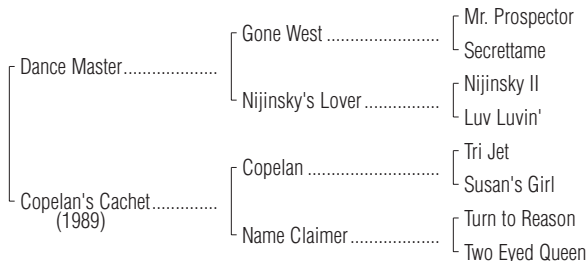 Mr. Prospector
Gone West ........................
Secrettame
Dance Master...................
Nijinsky II
Nijinsky's Lover ................
Luv Luvin'
Tri Jet
Copelan ............................
Susan's Girl
Copelan's Cachet.............
(1989)
Turn to Reason
Name Claimer ...................
Two Eyed Queen